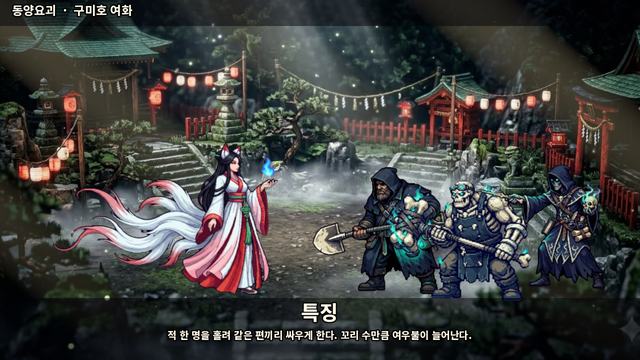 동양요괴 · 구미호 여화
특징
적 한 명을 홀려 같은 편끼리 싸우게 한다. 꼬리 수만큼 여우불이 늘어난다.